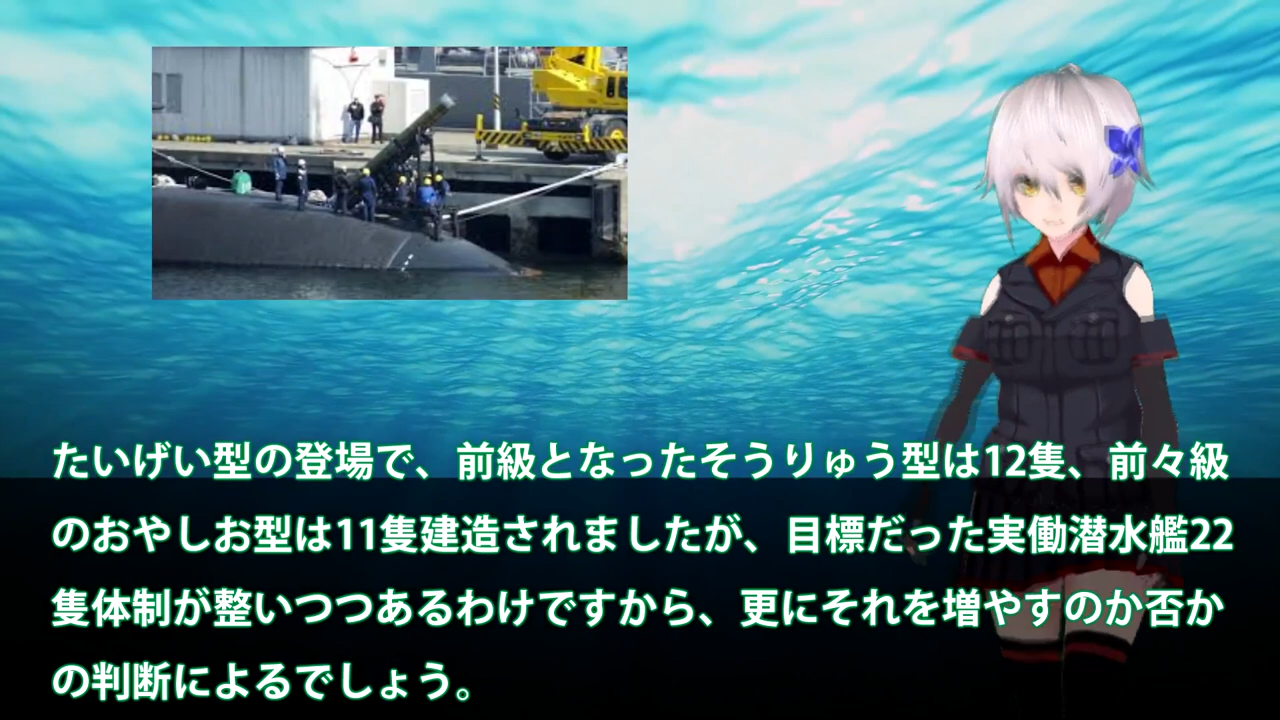 たいげい型の登場で、前級となったそうりゅう型は12隻、前々級
のおやしお型は11隻建造されましたが、目標だった実働潜水艦22
隻体制が整いつつあるわけですから、更にそれを増やすのか否か
の判断によるでしょう。